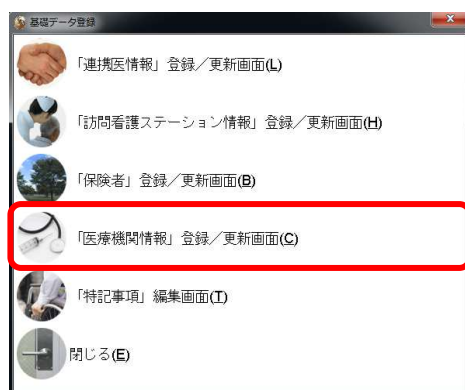 基礎データ登録
「連携医情報」登録／更新画面(L)
「訪問看護ステーション情報」登録／更新画面(H)
「保険者」登録／更新画面(B)
「医療機関情報」登録／更新画面(C)
「特記事項」編集画面(T)
閉じる(E)